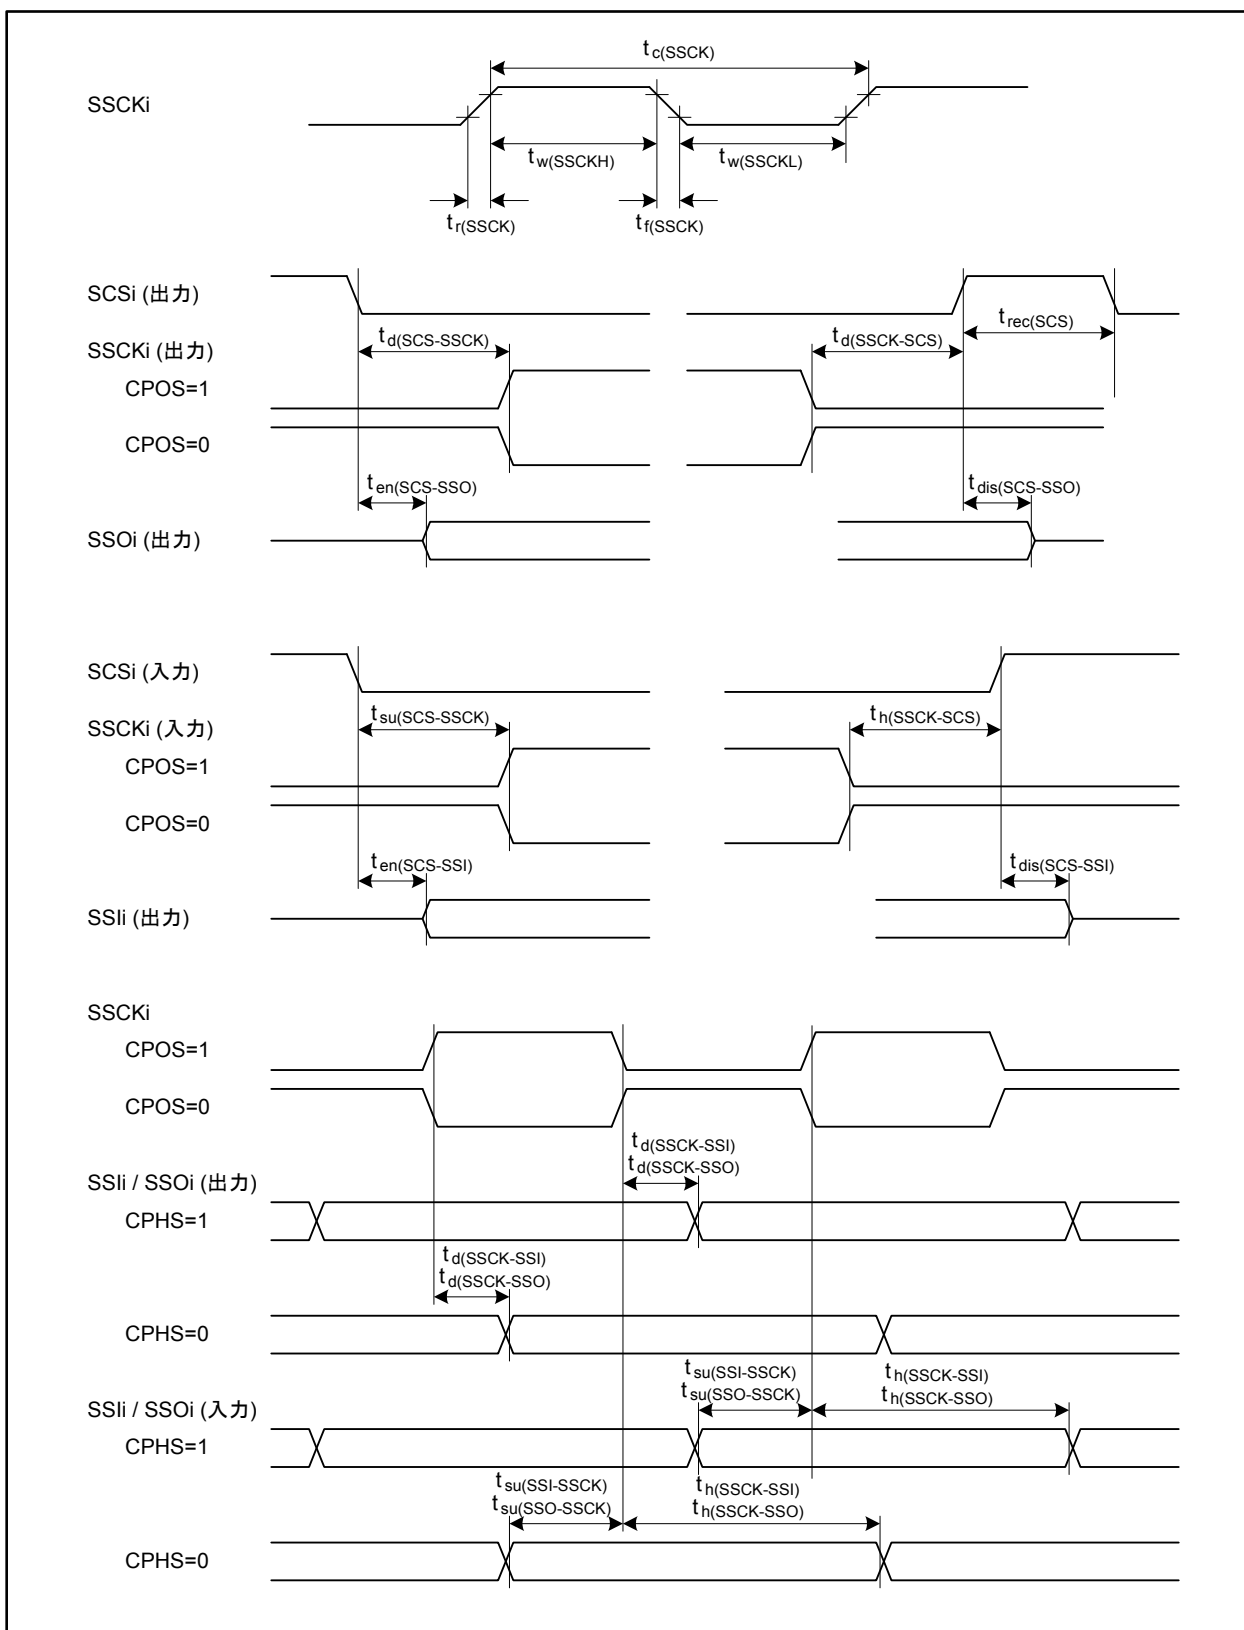 tc(SSCK)
SSCKi
tw(SSCKH)
tw(SSCKL)
tr(SSCK)
tf(SSCK)
SCSi (出力)
td(SCS-SSCK)
td(SSCK-SCS)
trec(SCS)
SSCKi (出力)
CPOS=1
CPOS=0
ten(SCS-SSO)
tdis(SCS-SSO)
SSOi (出力)
SCSi (入力)
tsu(SCS-SSCK)
th(SSCK-SCS)
SSCKi (入力)
CPOS=1
CPOS=0
ten(SCS-SSI)
tdis(SCS-SSI)
SSIi (出力)
SSCKi
CPOS=1
CPOS=0
td(SSCK-SSI)
td(SSCK-SSO)
SSIi / SSOi (出力)
CPHS=1
td(SSCK-SSI)
td(SSCK-SSO)
CPHS=0
tsu(SSI-SSCK)
tsu(SSO-SSCK)
th(SSCK-SSI)
th(SSCK-SSO)
SSIi / SSOi (入力)
CPHS=1
tsu(SSI-SSCK)
tsu(SSO-SSCK)
th(SSCK-SSI)
th(SSCK-SSO)
CPHS=0